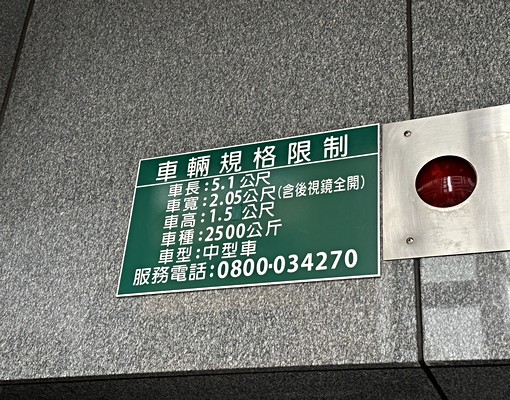 車輛規格限制
車長:5.1公尺
車寬:2.05公尺(含後視鏡全開)
車高:1.5 公尺
車種:2500公斤
車型:中型車
服務電話:0800-034270